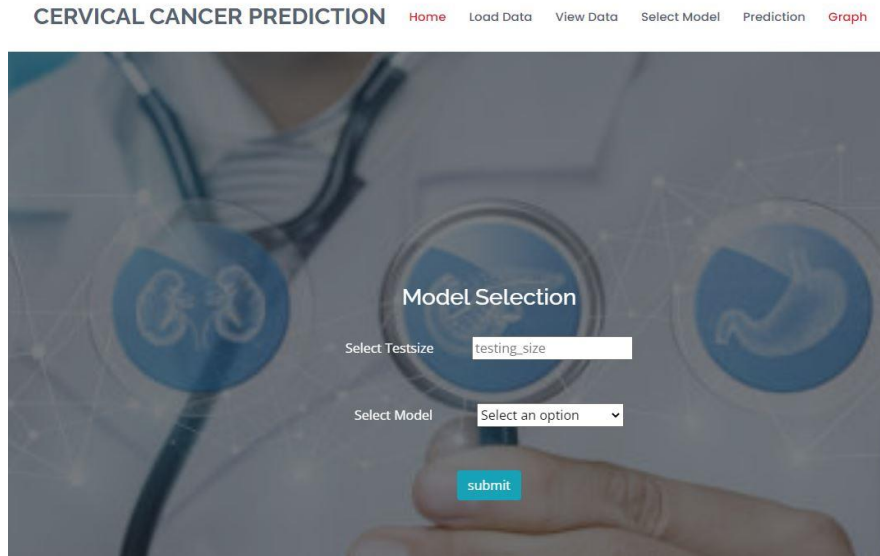 CERVICAL CANCER PREDICTION Home Load Data View Data Select Model Prediction Graph
Model Selection
Select Testsize testing_size
Select Model Select an option
submit